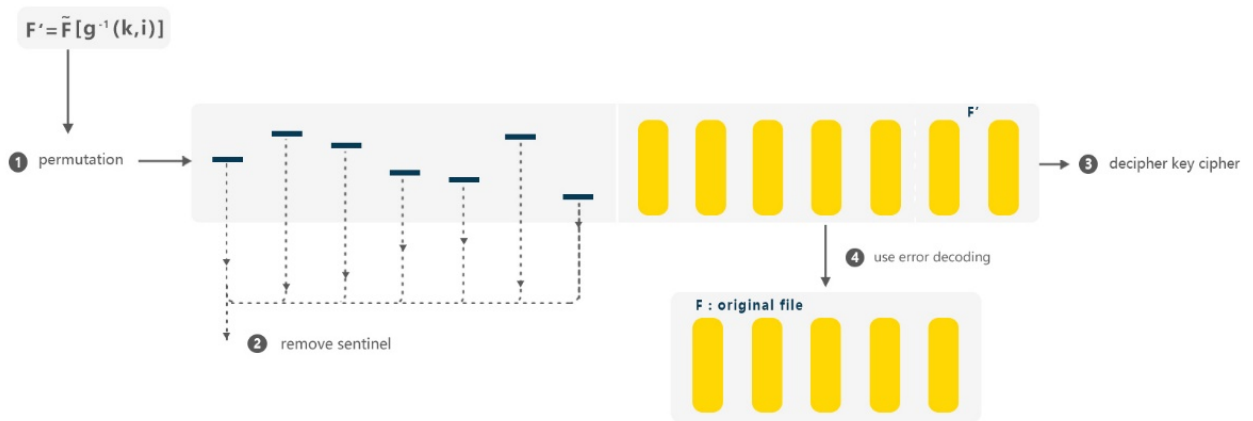 F′=F̃[g⁻¹(k,i)]
F′
1 permutation
3 decipher key cipher
4 use error decoding
F : original file
2 remove sentinel